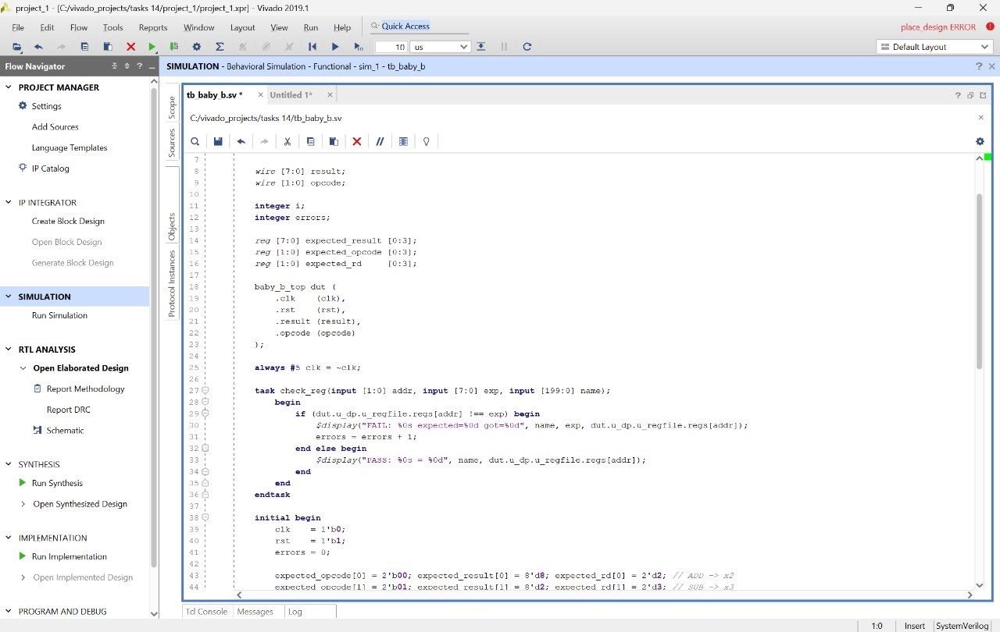 project_1 - [C:/vivado_projects/tasks 14/project_1/project_1.xpr] - Vivado 2019.1
File Edit Flow Tools Reports Window Layout View Run Help Quick Access
place_design ERROR
10 us Default Layout
Flow Navigator
SIMULATION - Behavioral Simulation - Functional - sim_1 - tb_baby_b
PROJECT MANAGER
Settings
Add Sources
Language Templates
IP Catalog
IP INTEGRATOR
Create Block Design
Open Block Design
Generate Block Design
SIMULATION
Run Simulation
RTL ANALYSIS
Open Elaborated Design
Report Methodology
Report DRC
Schematic
SYNTHESIS
Run Synthesis
Open Synthesized Design
IMPLEMENTATION
Run Implementation
Open Implemented Design
PROGRAM AND DEBUG
Scope
Sources
Objects
Protocol Instances
tb_baby_b.sv * Untitled 1*
C:/vivado_projects/tasks 14/tb_baby_b.sv
7
8 wire [7:0] result;
9 wire [1:0] opcode;
10
11 integer i;
12 integer errors;
13
14 reg [7:0] expected_result [0:3];
15 reg [1:0] expected_opcode [0:3];
16 reg [1:0] expected_rd     [0:3];
17
18 baby_b_top dut (
19     .clk    (clk),
20     .rst    (rst),
21     .result (result),
22     .opcode (opcode)
23 );
24
25 always #5 clk = ~clk;
26
27 task check_reg(input [1:0] addr, input [7:0] exp, input [199:0] name);
28     begin
29         if (dut.u_dp.u_regfile.regs[addr] !== exp) begin
30             $display("FAIL: %0s expected=%0d got=%0d", name, exp, dut.u_dp.u_regfile.regs[addr]);
31             errors = errors + 1;
32         end else begin
33             $display("PASS: %0s = %0d", name, dut.u_dp.u_regfile.regs[addr]);
34         end
35     end
36 endtask
37
38 initial begin
39     clk    = 1'b0;
40     rst    = 1'b1;
41     errors = 0;
42
43     expected_opcode[0] = 2'b00; expected_result[0] = 8'd8; expected_rd[0] = 2'd2; // ADD -> x2
44     expected_opcode[1] = 2'b01; expected_result[1] = 8'd2; expected_rd[1] = 2'd3; // SUB -> x3
Tcl Console Messages Log
1:0 Insert SystemVerilog